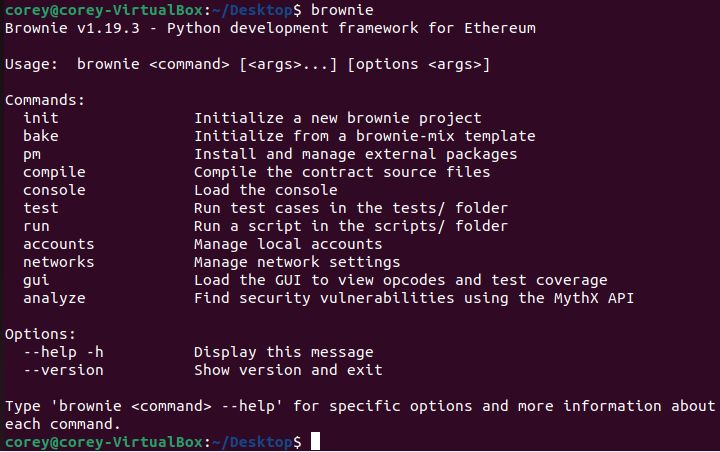 corey@corey-VirtualBox:~/Desktop$ brownie
Brownie v1.19.3 - Python development framework for Ethereum
Usage:  brownie <command> [<args>...] [options <args>]
Commands:
  init               Initialize a new brownie project
  bake               Initialize from a brownie-mix template
  pm                 Install and manage external packages
  compile            Compile the contract source files
  console            Load the console
  test               Run test cases in the tests/ folder
  run                Run a script in the scripts/ folder
  accounts           Manage local accounts
  networks           Manage network settings
  gui                Load the GUI to view opcodes and test coverage
  analyze            Find security vulnerabilities using the MythX API
Options:
  --help -h          Display this message
  --version          Show version and exit
Type 'brownie <command> --help' for specific options and more information about
each command.
corey@corey-VirtualBox:~/Desktop$